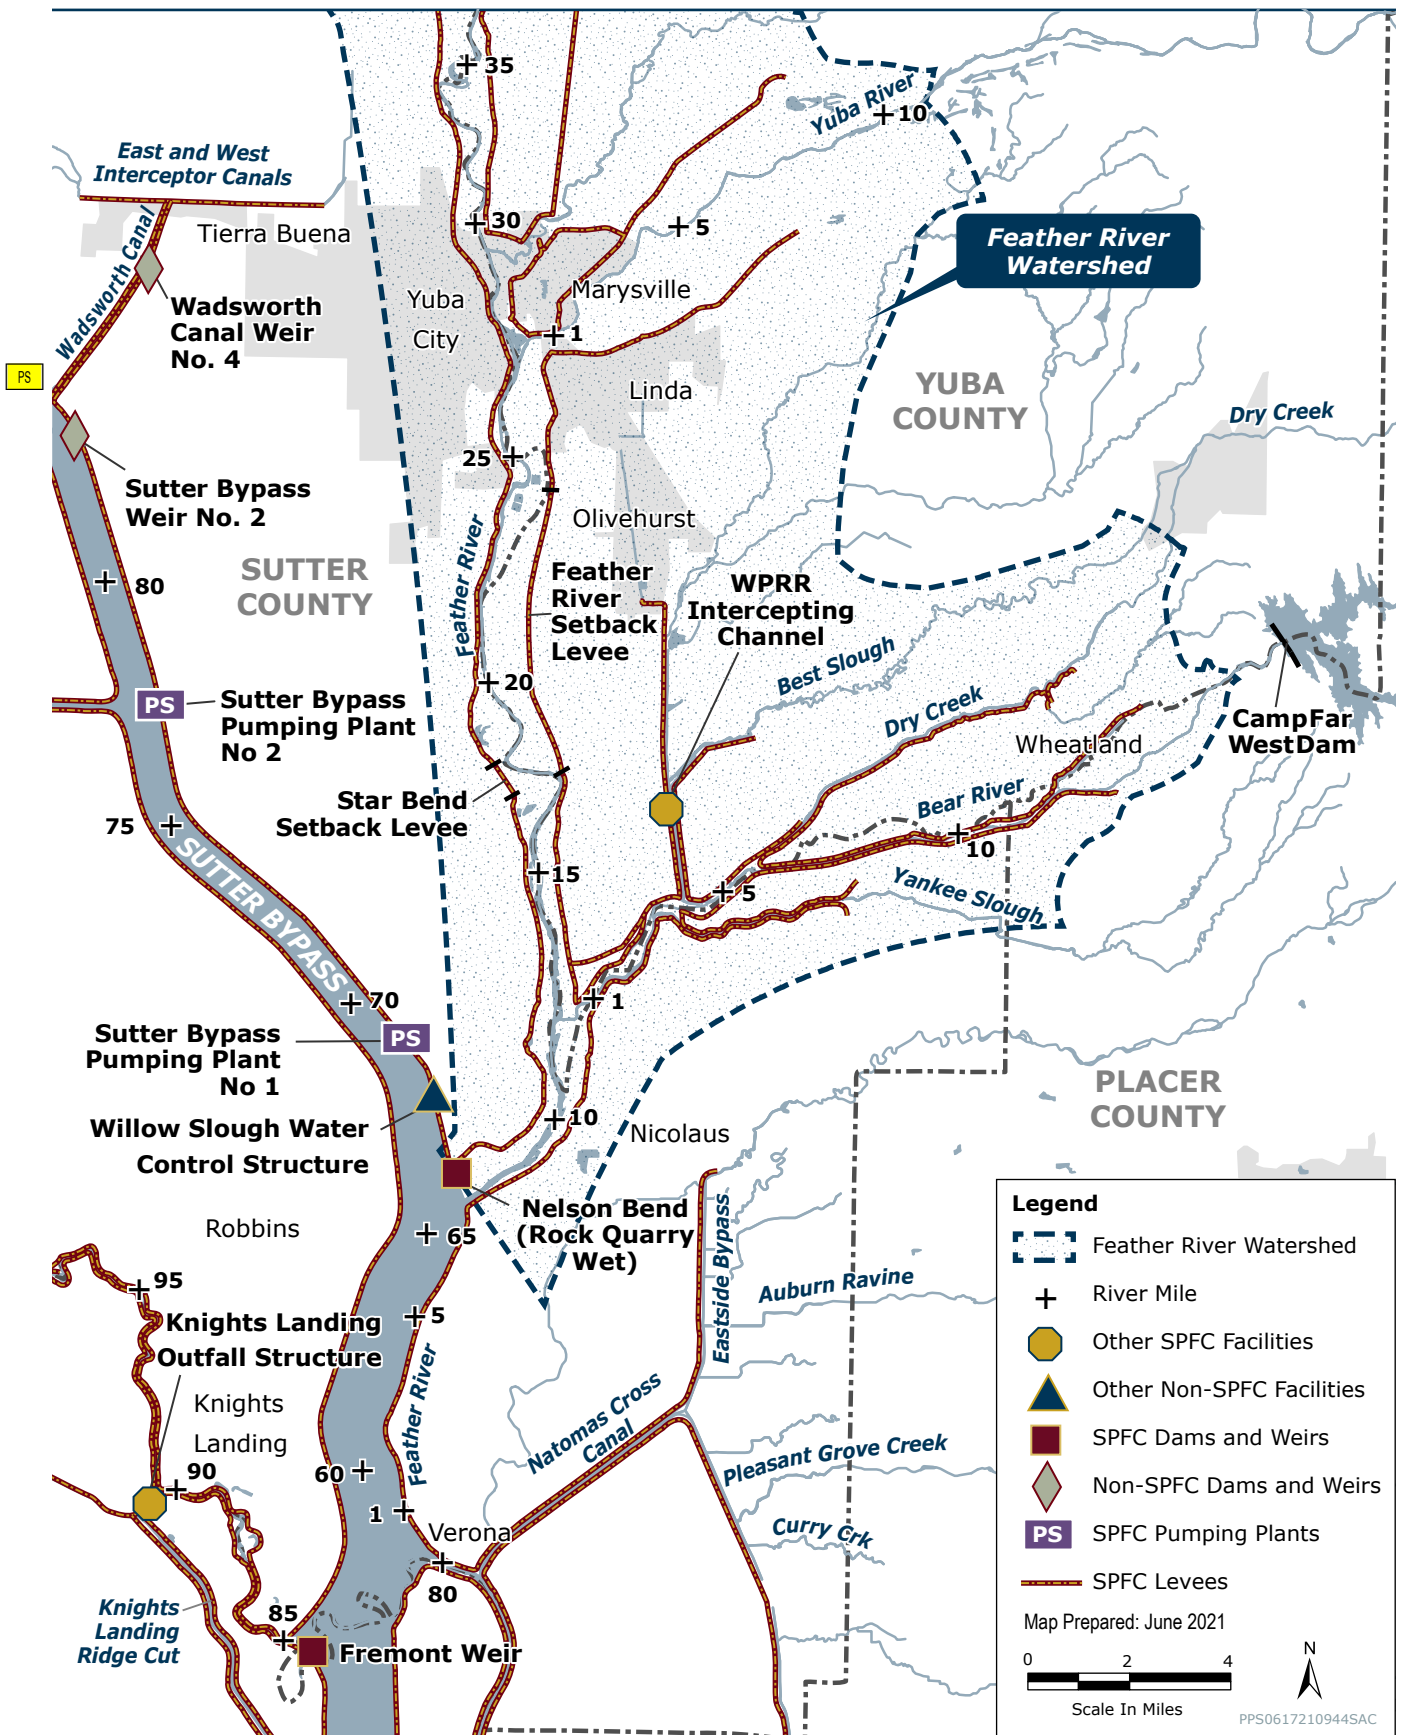 35
Yuba River
10
East and West
Interceptor Canals
30
5
Tierra Buena
Feather River
Watershed
Wadsworth Canal
Yuba
City
Marysville
Wadsworth
Canal Weir
No. 4
1
PS
Linda
YUBA
COUNTY
Dry Creek
25
Sutter Bypass
Weir No. 2
Olivehurst
Feather River
SUTTER
COUNTY
80
Feather
River
Setback
Levee
WPRR
Intercepting
Channel
Best Slough
20
PS
Sutter Bypass
Pumping Plant
No 2
Dry Creek
Wheatland
CampFar
WestDam
Star Bend
Setback Levee
Bear River
75
10
SUTTER BYPASS
15
5
Yankee Slough
70
1
Sutter Bypass
Pumping Plant
No 1
PS
PLACER
COUNTY
Willow Slough Water
Control Structure
10
Nicolaus
Nelson Bend
(Rock Quarry
Wet)
Robbins
65
Eastside Bypass
95
Auburn Ravine
Knights Landing
Outfall Structure
5
Feather River
Knights
Landing
Natomas Cross
Canal
Pleasant Grove Creek
90
60
1
Verona
Curry Crk
80
Knights
Landing
Ridge Cut
85
Fremont Weir
Legend
Feather River Watershed
River Mile
Other SPFC Facilities
Other Non-SPFC Facilities
SPFC Dams and Weirs
Non-SPFC Dams and Weirs
PS SPFC Pumping Plants
SPFC Levees
Map Prepared: June 2021
0 2 4
Scale In Miles
N
PPS0617210944SAC